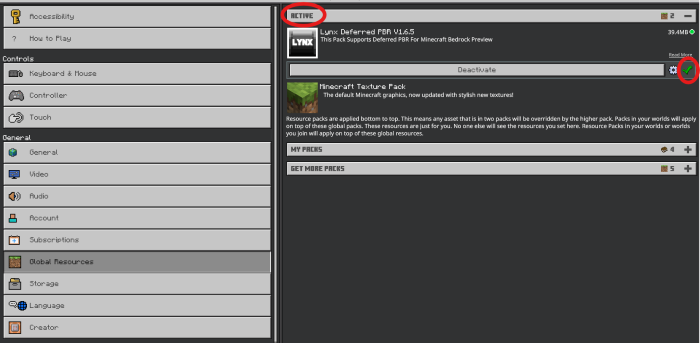 Accessibility
? How to Play
Controls
Keyboard & Mouse
Controller
Touch
General
General
Video
Audio
Account
Subscriptions
Global Resources
Storage
Language
Creator
ACTIVE 2
LYNX
Lynx Deferred PBR V1.6.5 39.4MB
This Pack Supports Deferred PBR For Minecraft Bedrock Preview
Read More
Deactivate
Minecraft Texture Pack
The default Minecraft graphics, now updated with stylish new textures!
Resource packs are applied bottom to top. This means any asset that is in two packs will be overridden by the higher pack. Packs in your worlds will apply
on top of these global packs. These resources are just for you. No one else will see the resources you set here. Resource Packs in your worlds or worlds
you join will apply on top of these global resources.
MY PACKS 4
GET MORE PACKS 5